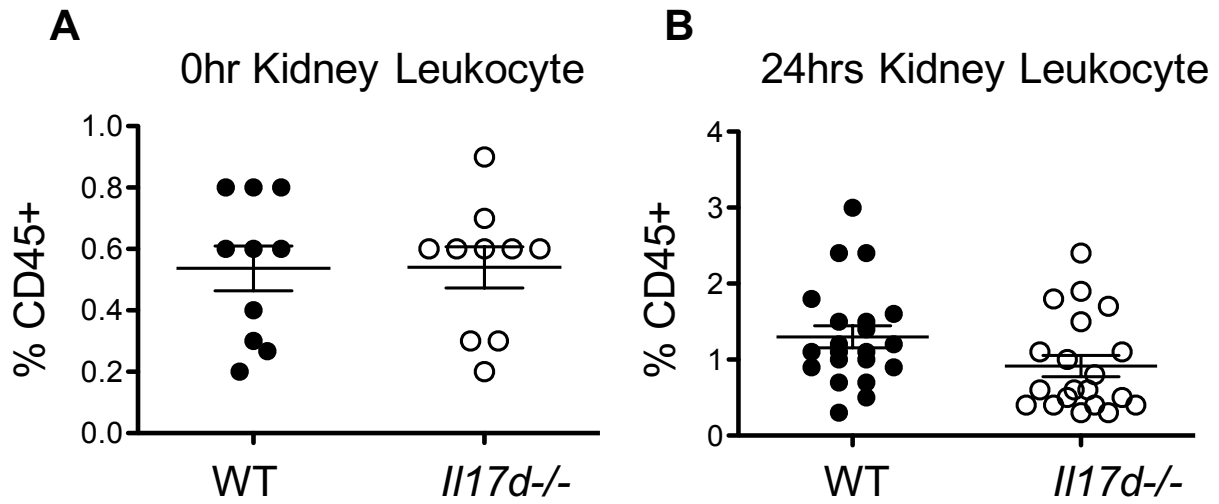 A
0hr Kidney Leukocyte
% CD45+
1.0
0.8
0.6
0.4
0.2
0.0
WT
Il17d-/-
B
24hrs Kidney Leukocyte
% CD45+
4
3
2
1
0
WT
Il17d-/-